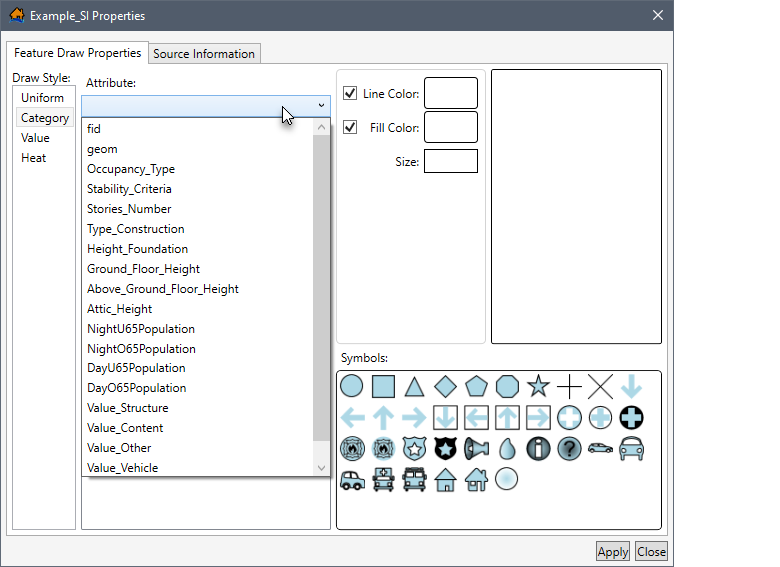 Example_SI Properties
Feature Draw Properties
Source Information
Draw Style:
Uniform
Category
Value
Heat
Attribute:
fid
geom
Occupancy_Type
Stability_Criteria
Stories_Number
Type_Construction
Height_Foundation
Ground_Floor_Height
Above_Ground_Floor_Height
Attic_Height
NightU65Population
NightO65Population
DayU65Population
DayO65Population
Value_Structure
Value_Content
Value_Other
Value_Vehicle
Line Color:
Fill Color:
Size:
Symbols:
Apply
Close